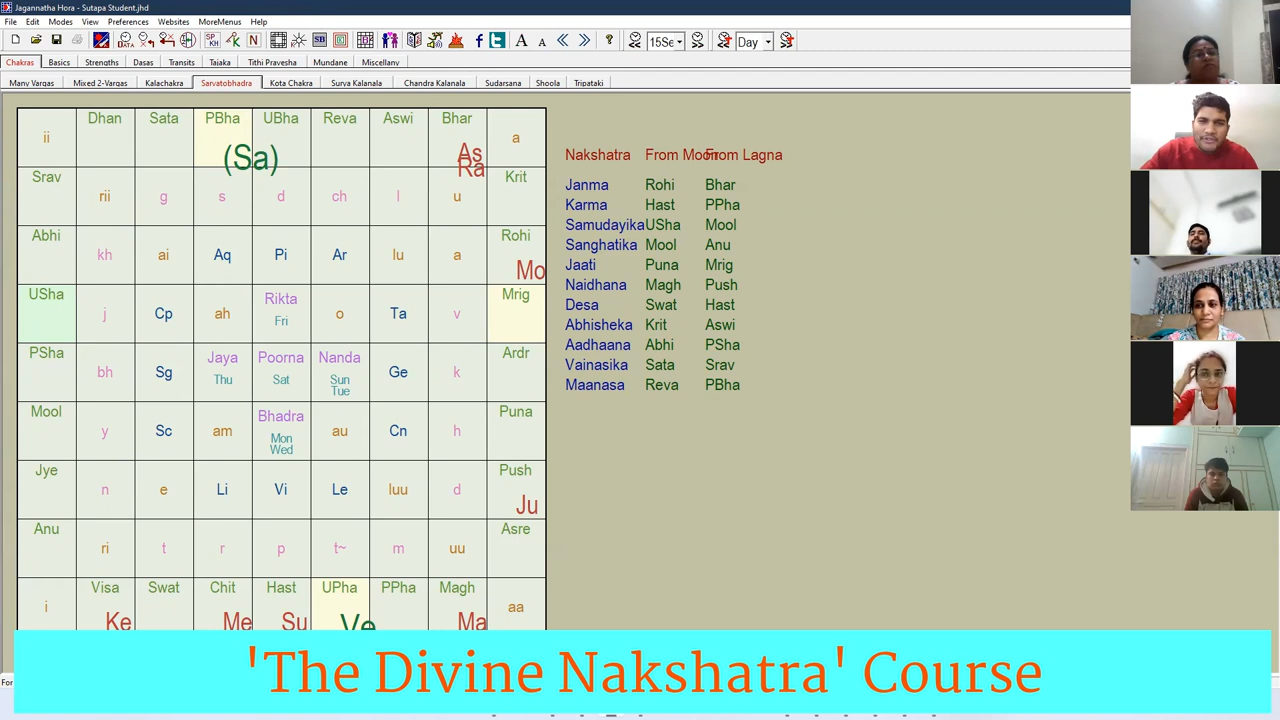 Jagannatha Hora - Sutapa Student.jhd
File Edit Modes View Preferences Websites MoreMenus Help
15Se Day
Chakras Basics Strengths Dasas Transits Tajaka Tithi Pravesha Mundane Miscellany
Many Vargas Mixed 2-Vargas Kalachakra Sarvatobhadra Kota Chakra Surya Kalanala Chandra Kalanala Sudarsana Shoola Tripataki
ii Dhan Sata PBha UBha Reva Aswi Bhar a
(Sa) As
Ra
Srav rii g s d ch l u Krit
Abhi kh ai Aq Pi Ar lu a Rohi
Mo
USha j Cp ah Rikta o Ta v Mrig
Fri
PSha bh Sg Jaya Poorna Nanda Ge k Ardr
Thu Sat Sun
Tue
Mool y Sc am Bhadra au Cn h Puna
Mon
Wed
Jye n e Li Vi Le luu d Push
Ju
Anu ri t r p t~ m uu Asre
i Visa Swat Chit Hast UPha PPha Magh aa
Ke Me Su Ve Ma
Nakshatra From Moon From Lagna
Janma Rohi Bhar
Karma Hast PPha
Samudayika USha Mool
Sanghatika Mool Anu
Jaati Puna Mrig
Naidhana Magh Push
Desa Swat Hast
Abhisheka Krit Aswi
Aadhaana Abhi PSha
Vainasika Sata Srav
Maanasa Reva PBha
'The Divine Nakshatra' Course